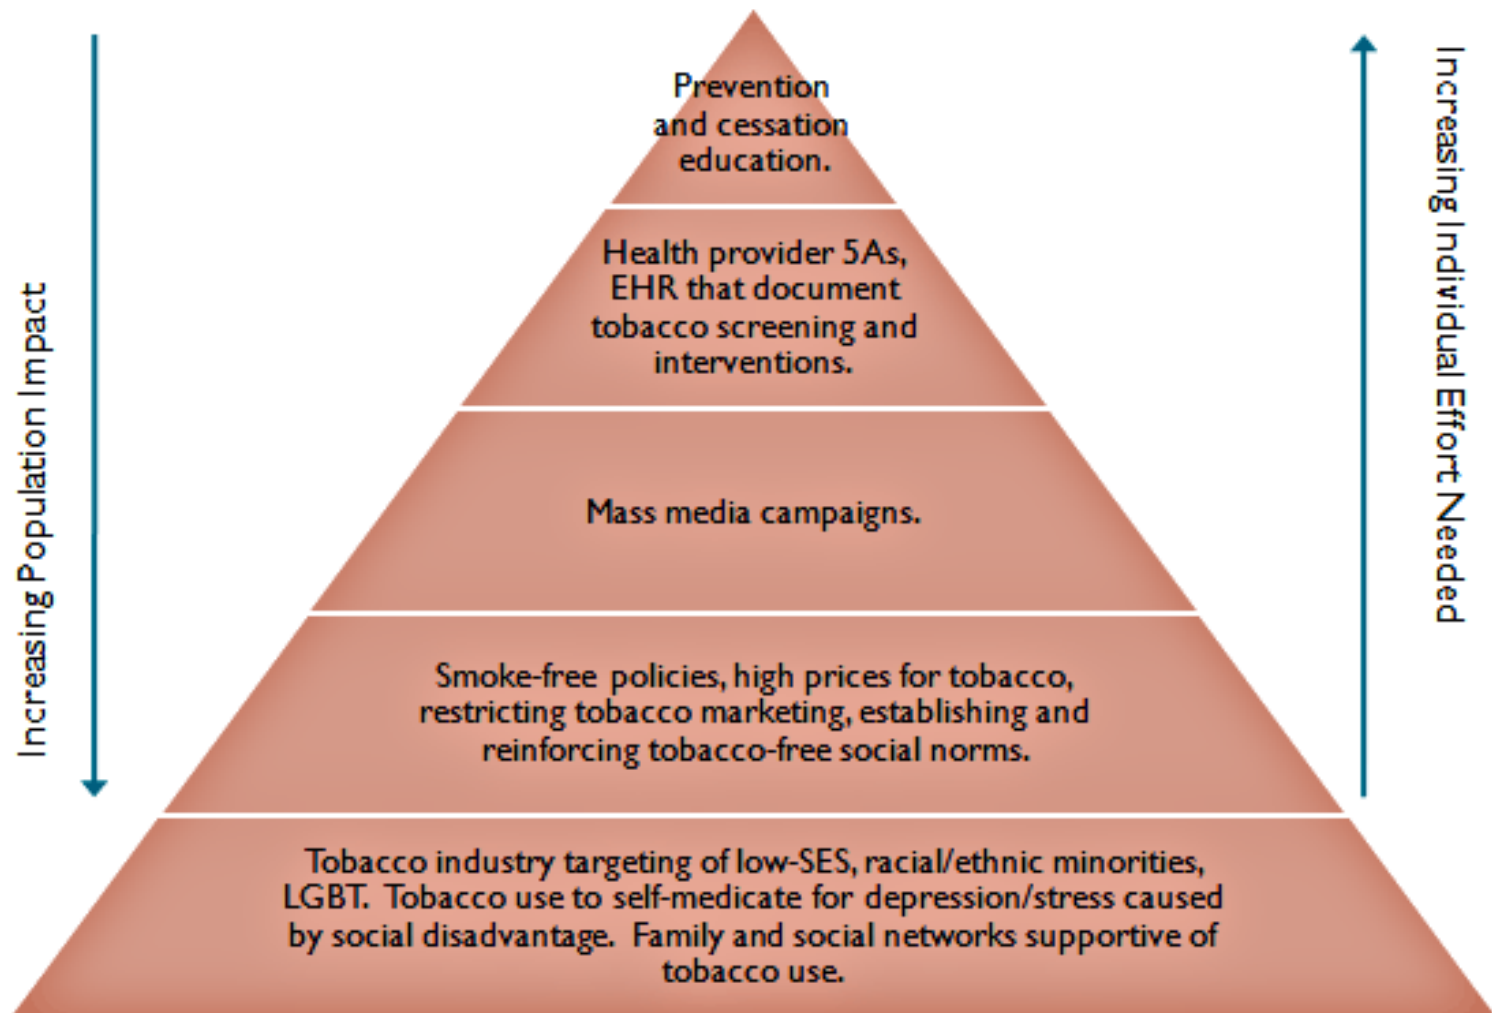 Prevention
and cessation
education.
Health provider 5As,
EHR that document
tobacco screening and
interventions.
Mass media campaigns.
Smoke-free policies, high prices for tobacco,
restricting tobacco marketing, establishing and
reinforcing tobacco-free social norms.
Tobacco industry targeting of low-SES, racial/ethnic minorities,
LGBT. Tobacco use to self-medicate for depression/stress caused
by social disadvantage. Family and social networks supportive of
tobacco use.
Increasing Population Impact
Increasing Individual Effort Needed